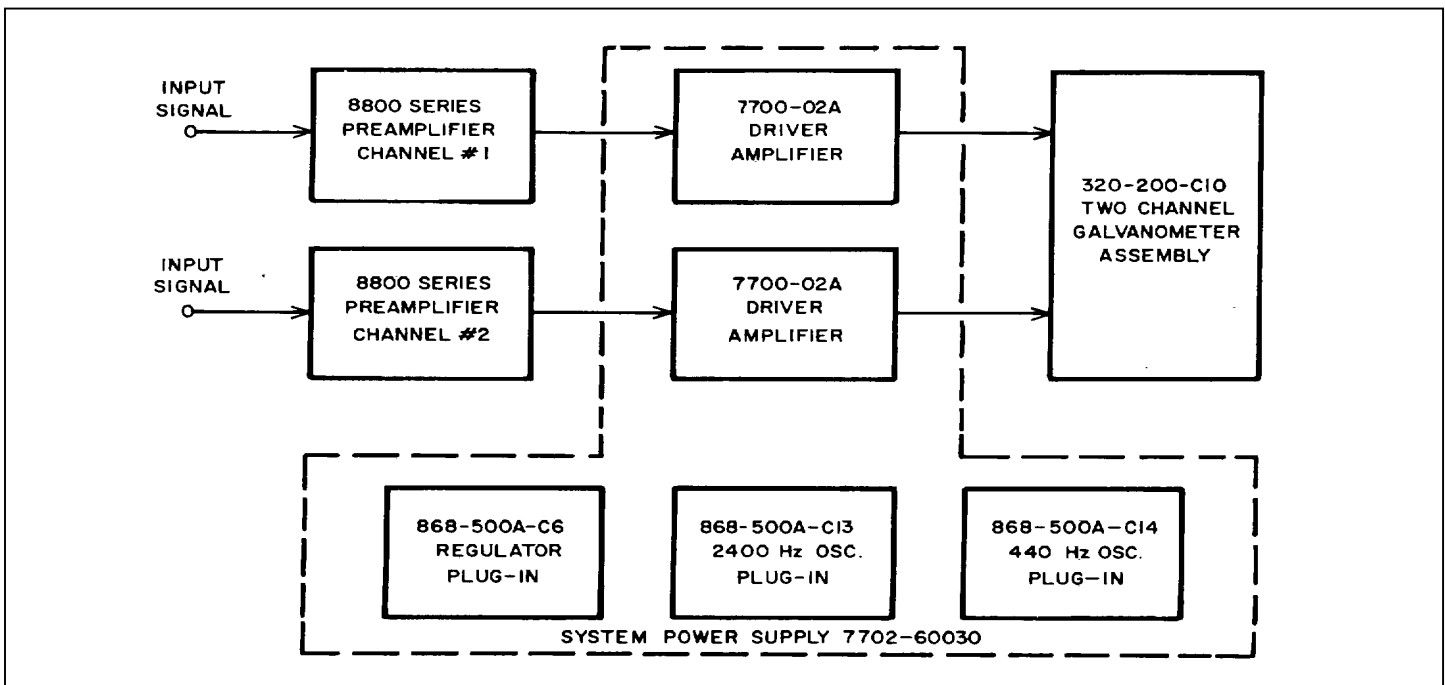 INPUT
SIGNAL
8800 SERIES
PREAMPLIFIER
CHANNEL #1
7700-02A
DRIVER
AMPLIFIER
320-200-C10
TWO CHANNEL
GALVANOMETER
ASSEMBLY
INPUT
SIGNAL
8800 SERIES
PREAMPLIFIER
CHANNEL #2
7700-02A
DRIVER
AMPLIFIER
868-500A-C6
REGULATOR
PLUG-IN
868-500A-C13
2400 Hz OSC.
PLUG-IN
868-500A-C14
440 Hz OSC.
PLUG-IN
SYSTEM POWER SUPPLY 7702-60030